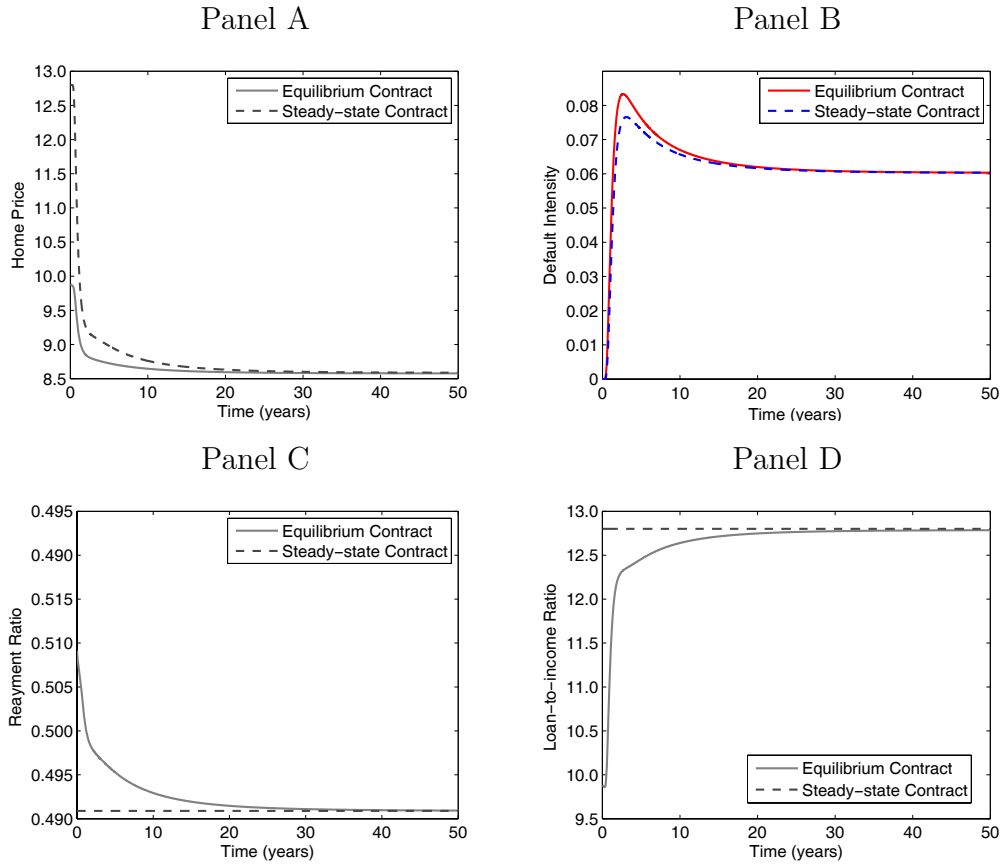 Panel A
13.0
12.5
12.0
11.5
11.0
10.5
10.0
9.5
9.0
8.5
0
10
20
30
40
50
Home Price
Time (years)
Equilibrium Contract
Steady-state Contract
Panel B
0.08
0.07
0.06
0.05
0.04
0.03
0.02
0.01
0
0
10
20
30
40
50
Default Intensity
Time (years)
Equilibrium Contract
Steady-state Contract
Panel C
0.495
0.490
0.515
0.510
0.505
0.500
0.495
0.490
0
10
20
30
40
50
Reayment Ratio
Time (years)
Equilibrium Contract
Steady-state Contract
Panel D
13.0
12.5
12.0
11.5
11.0
10.5
10.0
9.5
0
10
20
30
40
50
Loan-to-income Ratio
Time (years)
Equilibrium Contract
Steady-state Contract